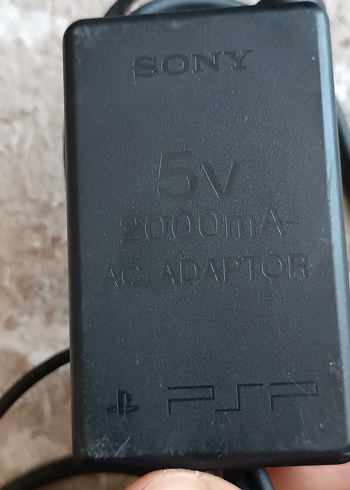 SONY
5V
2000mA
AC ADAPTOR
PSP